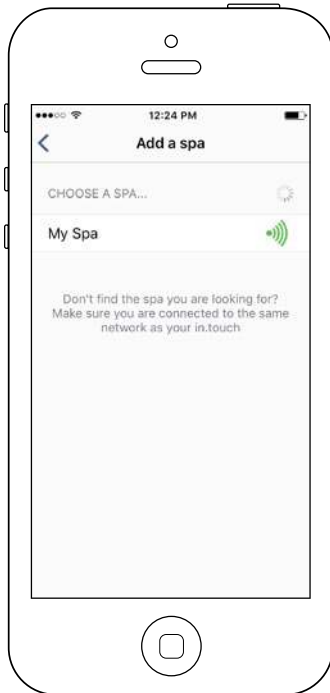 12:24 PM
Add a spa
CHOOSE A SPA...
My Spa
Don't find the spa you are looking for?
Make sure you are connected to the same
network as your in.touch